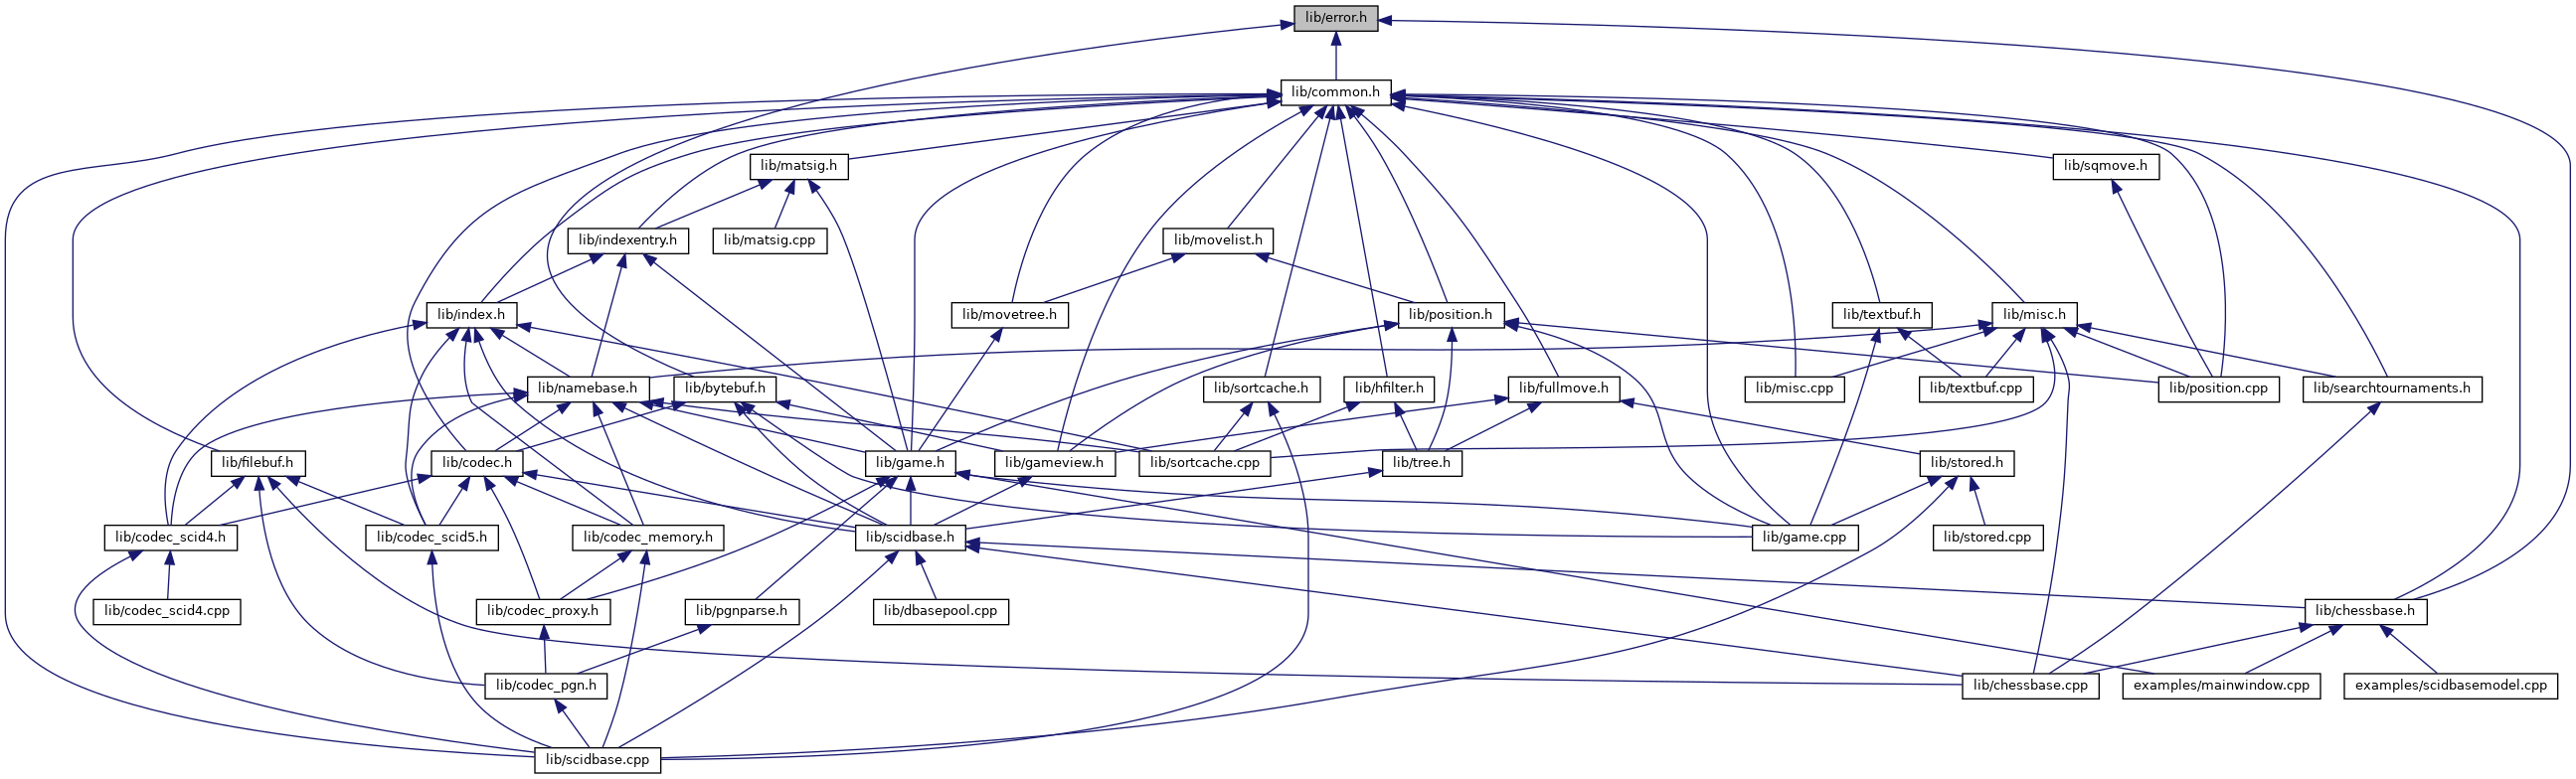 lib/error.h
lib/common.h
lib/matsig.h
lib/sqmove.h
lib/indexentry.h
lib/matsig.cpp
lib/movelist.h
lib/index.h
lib/movetree.h
lib/position.h
lib/textbuf.h
lib/misc.h
lib/namebase.h
lib/bytebuf.h
lib/sortcache.h
lib/hfilter.h
lib/fullmove.h
lib/misc.cpp
lib/textbuf.cpp
lib/position.cpp
lib/searchtournaments.h
lib/filebuf.h
lib/codec.h
lib/game.h
lib/gameview.h
lib/sortcache.cpp
lib/tree.h
lib/stored.h
lib/codec_scid4.h
lib/codec_scid5.h
lib/codec_memory.h
lib/scidbase.h
lib/game.cpp
lib/stored.cpp
lib/codec_scid4.cpp
lib/codec_proxy.h
lib/pgnparse.h
lib/dbasepool.cpp
lib/chessbase.h
lib/codec_pgn.h
lib/chessbase.cpp
examples/mainwindow.cpp
examples/scidbasemodel.cpp
lib/scidbase.cpp